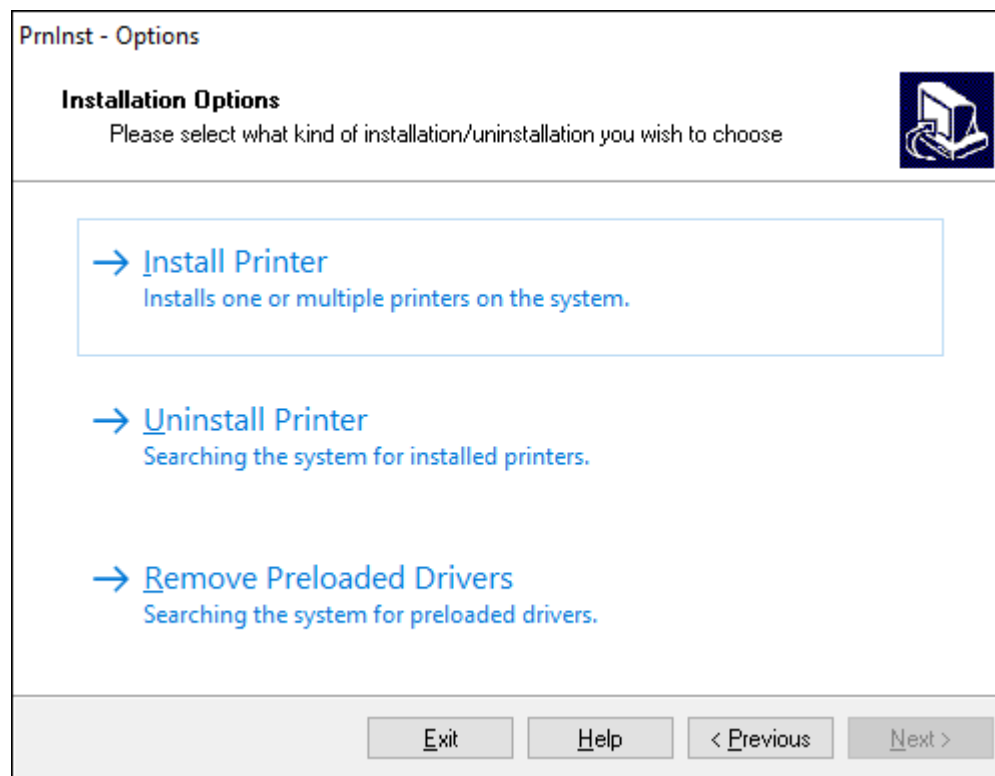 PrnInst - Options
Installation Options
Please select what kind of installation/uninstallation you wish to choose
Install Printer
Installs one or multiple printers on the system.
Uninstall Printer
Searching the system for installed printers.
Remove Preloaded Drivers
Searching the system for preloaded drivers.
Exit Help < Previous Next >